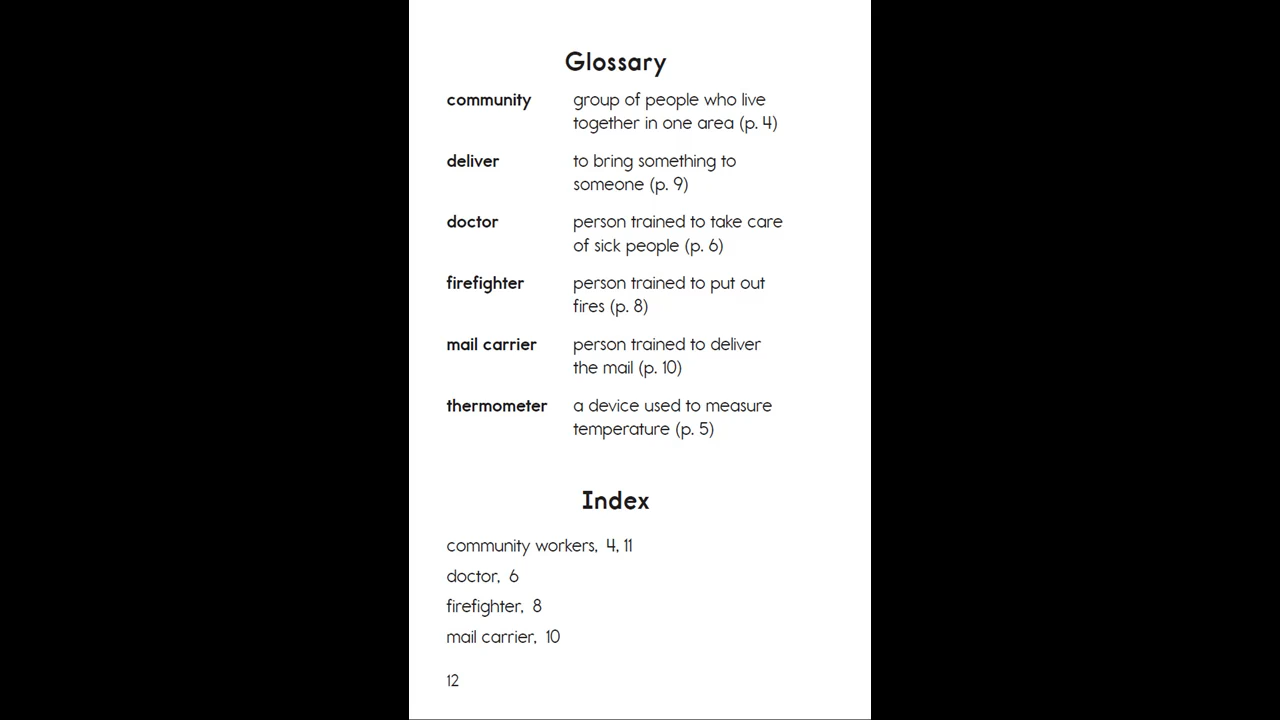 Glossary
community group of people who live
together in one area (p. 4)
deliver to bring something to
someone (p. 9)
doctor person trained to take care
of sick people (p. 6)
firefighter person trained to put out
fires (p. 8)
mail carrier person trained to deliver
the mail (p. 10)
thermometer a device used to measure
temperature (p. 5)
Index
community workers, 4, 11
doctor, 6
firefighter, 8
mail carrier, 10
12